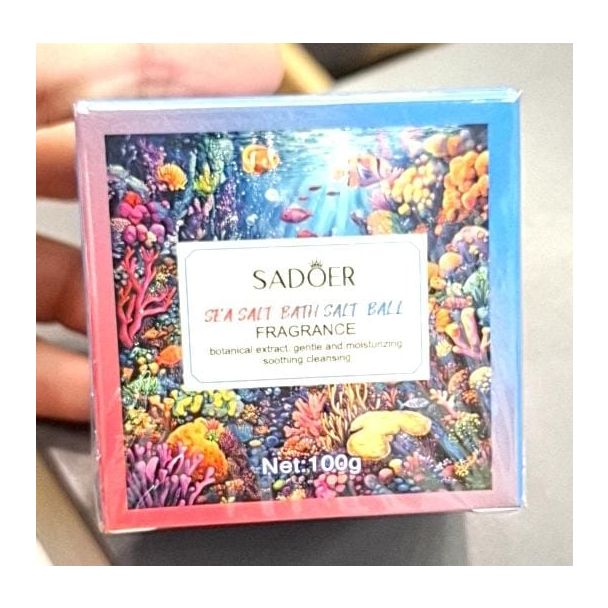 SADOER
SEA SALT BATH SALT BALL
FRAGRANCE
botanical extract, gentle and moisturizing
soothing cleansing
Net:100g